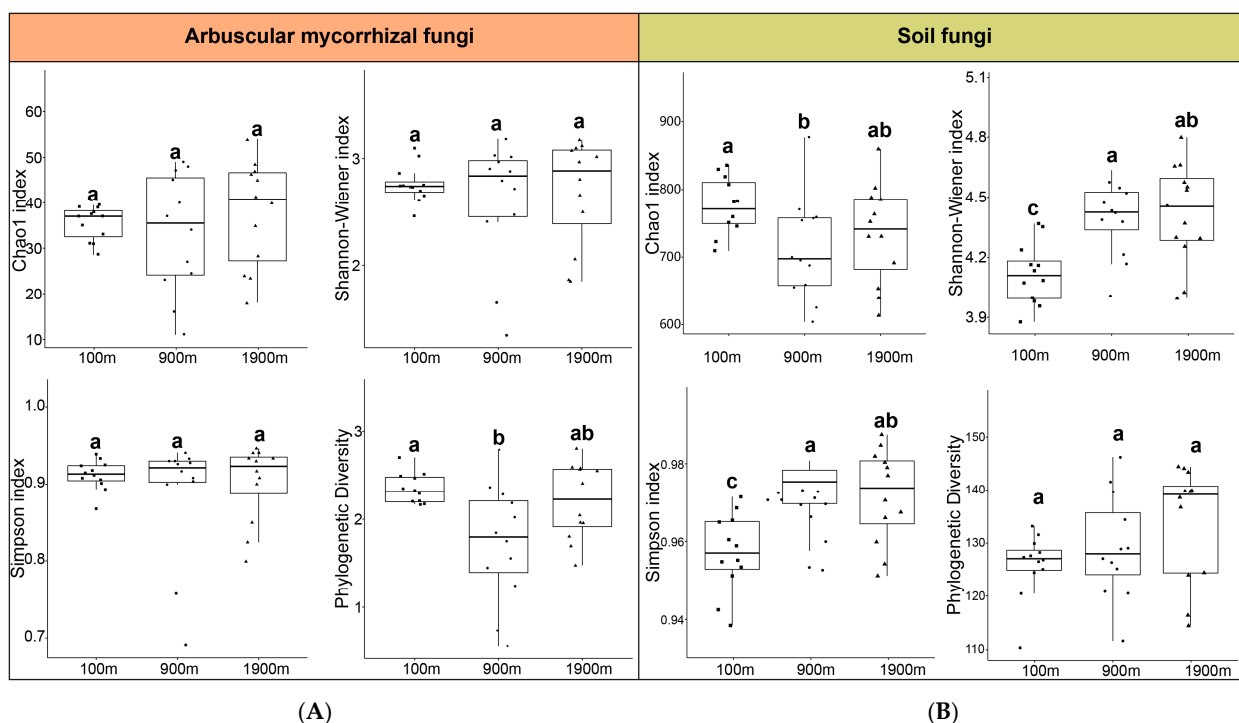 Arbuscular mycorrhizal fungi
Soil fungi
Chao1 index
60
50
40
30
20
10
a
a
a
100m
900m
1900m
Shannon-Wiener index
3
2
a
a
a
100m
900m
1900m
Chao1 index
900
800
700
600
a
b
ab
100m
900m
1900m
Shannon-Wiener index
5.1
4.8
4.5
4.2
3.9
c
a
ab
100m
900m
1900m
Simpson index
1.0
0.9
0.8
0.7
a
a
a
100m
900m
1900m
Phylogenetic Diversity
3
2
1
a
b
ab
100m
900m
1900m
Simpson index
0.98
0.96
0.94
c
a
ab
100m
900m
1900m
Phylogenetic Diversity
150
140
130
120
110
a
a
a
100m
900m
1900m
(A)
(B)